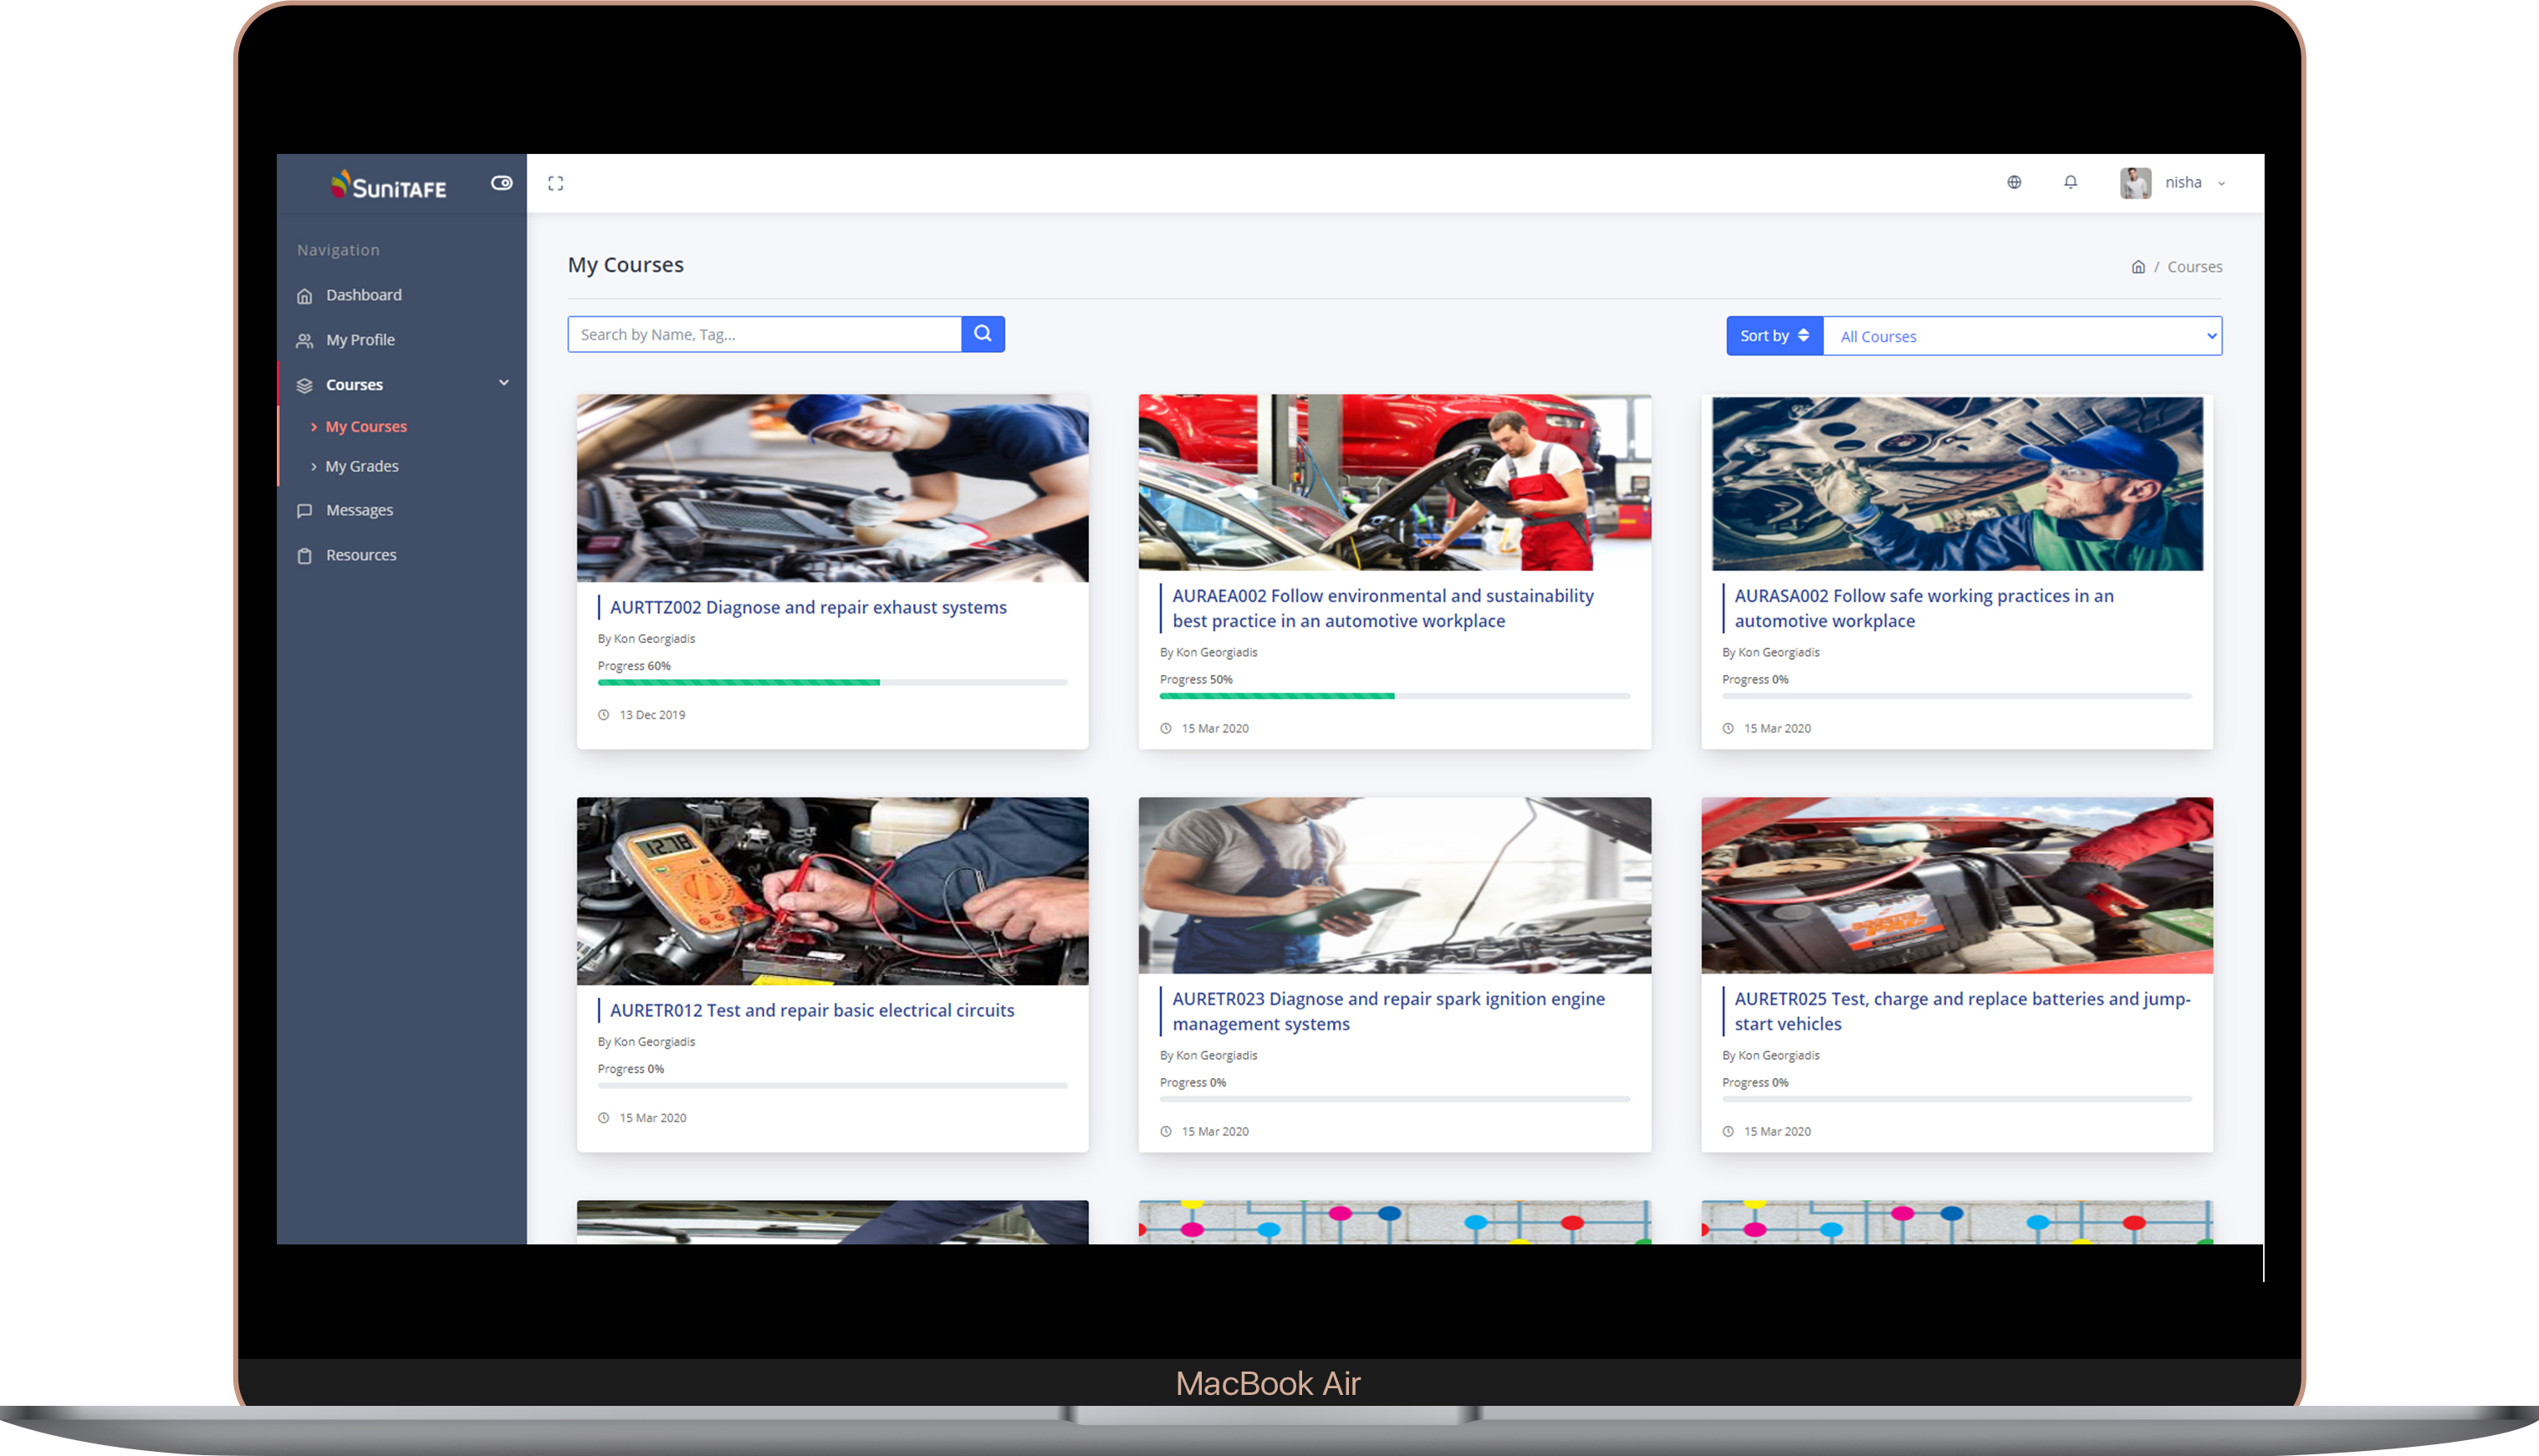 SuniTAFE
nisha
Navigation
Dashboard
My Profile
Courses
My Courses
My Grades
Messages
Resources
My Courses
/ Courses
Search by Name, Tag...
Sort by
All Courses
AURTTZ002 Diagnose and repair exhaust systems
By Kon Georgiadis
Progress 60%
13 Dec 2019
AURAEA002 Follow environmental and sustainability
best practice in an automotive workplace
By Kon Georgiadis
Progress 50%
15 Mar 2020
AURASA002 Follow safe working practices in an
automotive workplace
By Kon Georgiadis
Progress 0%
15 Mar 2020
12.78
AURETR012 Test and repair basic electrical circuits
By Kon Georgiadis
Progress 0%
15 Mar 2020
AURETR023 Diagnose and repair spark ignition engine
management systems
By Kon Georgiadis
Progress 0%
15 Mar 2020
AURETR025 Test, charge and replace batteries and jump-
start vehicles
By Kon Georgiadis
Progress 0%
15 Mar 2020
MacBook Air